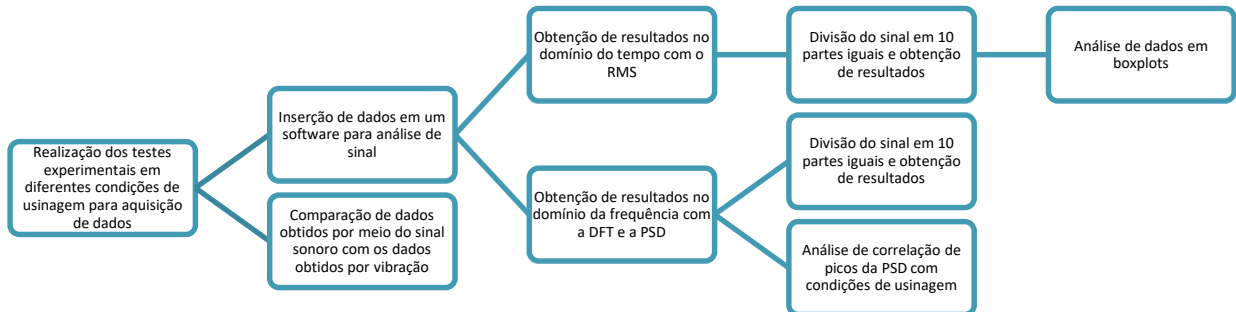 Realização dos testes
experimentais em
diferentes condições de
usinagem para aquisição
de dados
Inserção de dados em um
software para análise de
sinal
Comparação de dados
obtidos por meio do sinal
sonoro com os dados
obtidos por vibração
Obtenção de resultados no
domínio do tempo com o
RMS
Obtenção de resultados no
domínio da frequência com
a DFT e a PSD
Divisão do sinal em 10
partes iguais e obtenção
de resultados
Divisão do sinal em 10
partes iguais e obtenção
de resultados
Análise de correlação de
picos da PSD com
condições de usinagem
Análise de dados em
boxplots